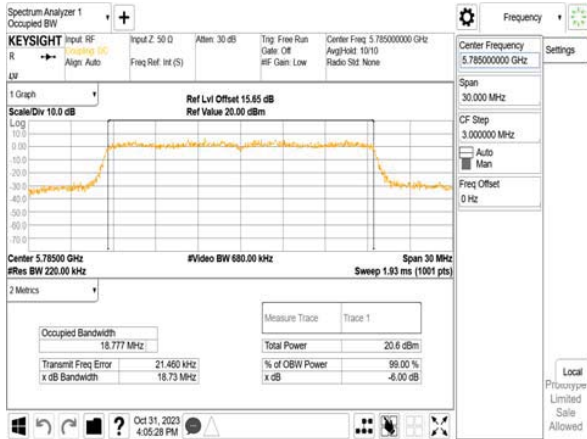 Spectrum Analyzer 1
Occupied BW
+
Frequency
KEYSIGHT Input: RF Input Z: 50 Ω Atten: 30 dB Trig: Free Run Center Freq: 5.785000000 GHz
R Coupling: DC Gate: Off Avg|Hold: 10/10
Align: Auto Freq Ref: Int (S) #IF Gain: Low Radio Std: None
1 Graph
Ref Lvl Offset 15.65 dB
Scale/Div 10.0 dB Ref Value 20.00 dBm
Log
10.0
0.00
-10.0
-20.0
-30.0
-40.0
-50.0
-60.0
-70.0
Center 5.78500 GHz #Video BW 680.00 kHz Span 30 MHz
#Res BW 220.00 kHz Sweep 1.93 ms (1001 pts)
2 Metrics
Measure Trace Trace 1
Occupied Bandwidth
18.777 MHz Total Power 20.6 dBm
Transmit Freq Error 21.460 kHz % of OBW Power 99.00 %
x dB Bandwidth 18.73 MHz x dB -6.00 dB
Center Frequency
5.785000000 GHz
Settings
Span
30.000 MHz
CF Step
3.000000 MHz
Auto
Man
Freq Offset
0 Hz
Local
Prototype
Limited
Sale
Allowed
?
Oct 31, 2023
4:05:28 PM